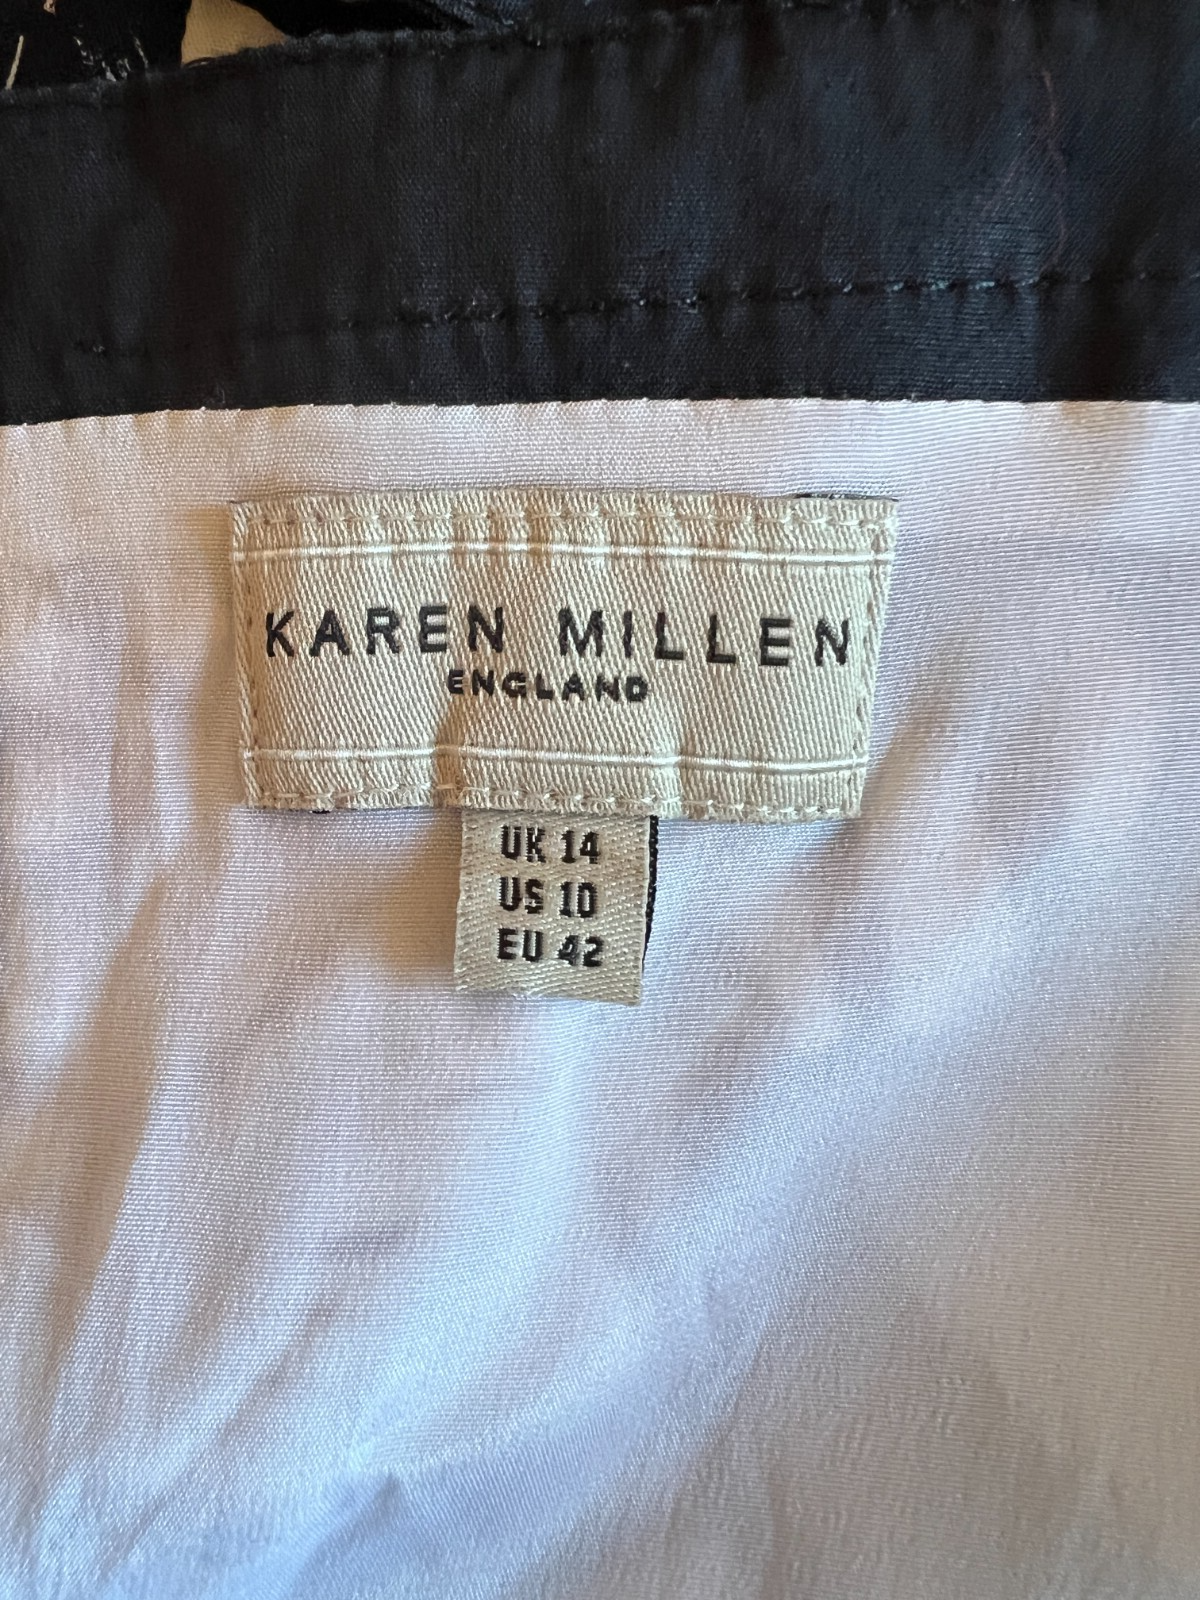 KAREN MILLEN
ENGLAND
UK 14
US 10
EU 42